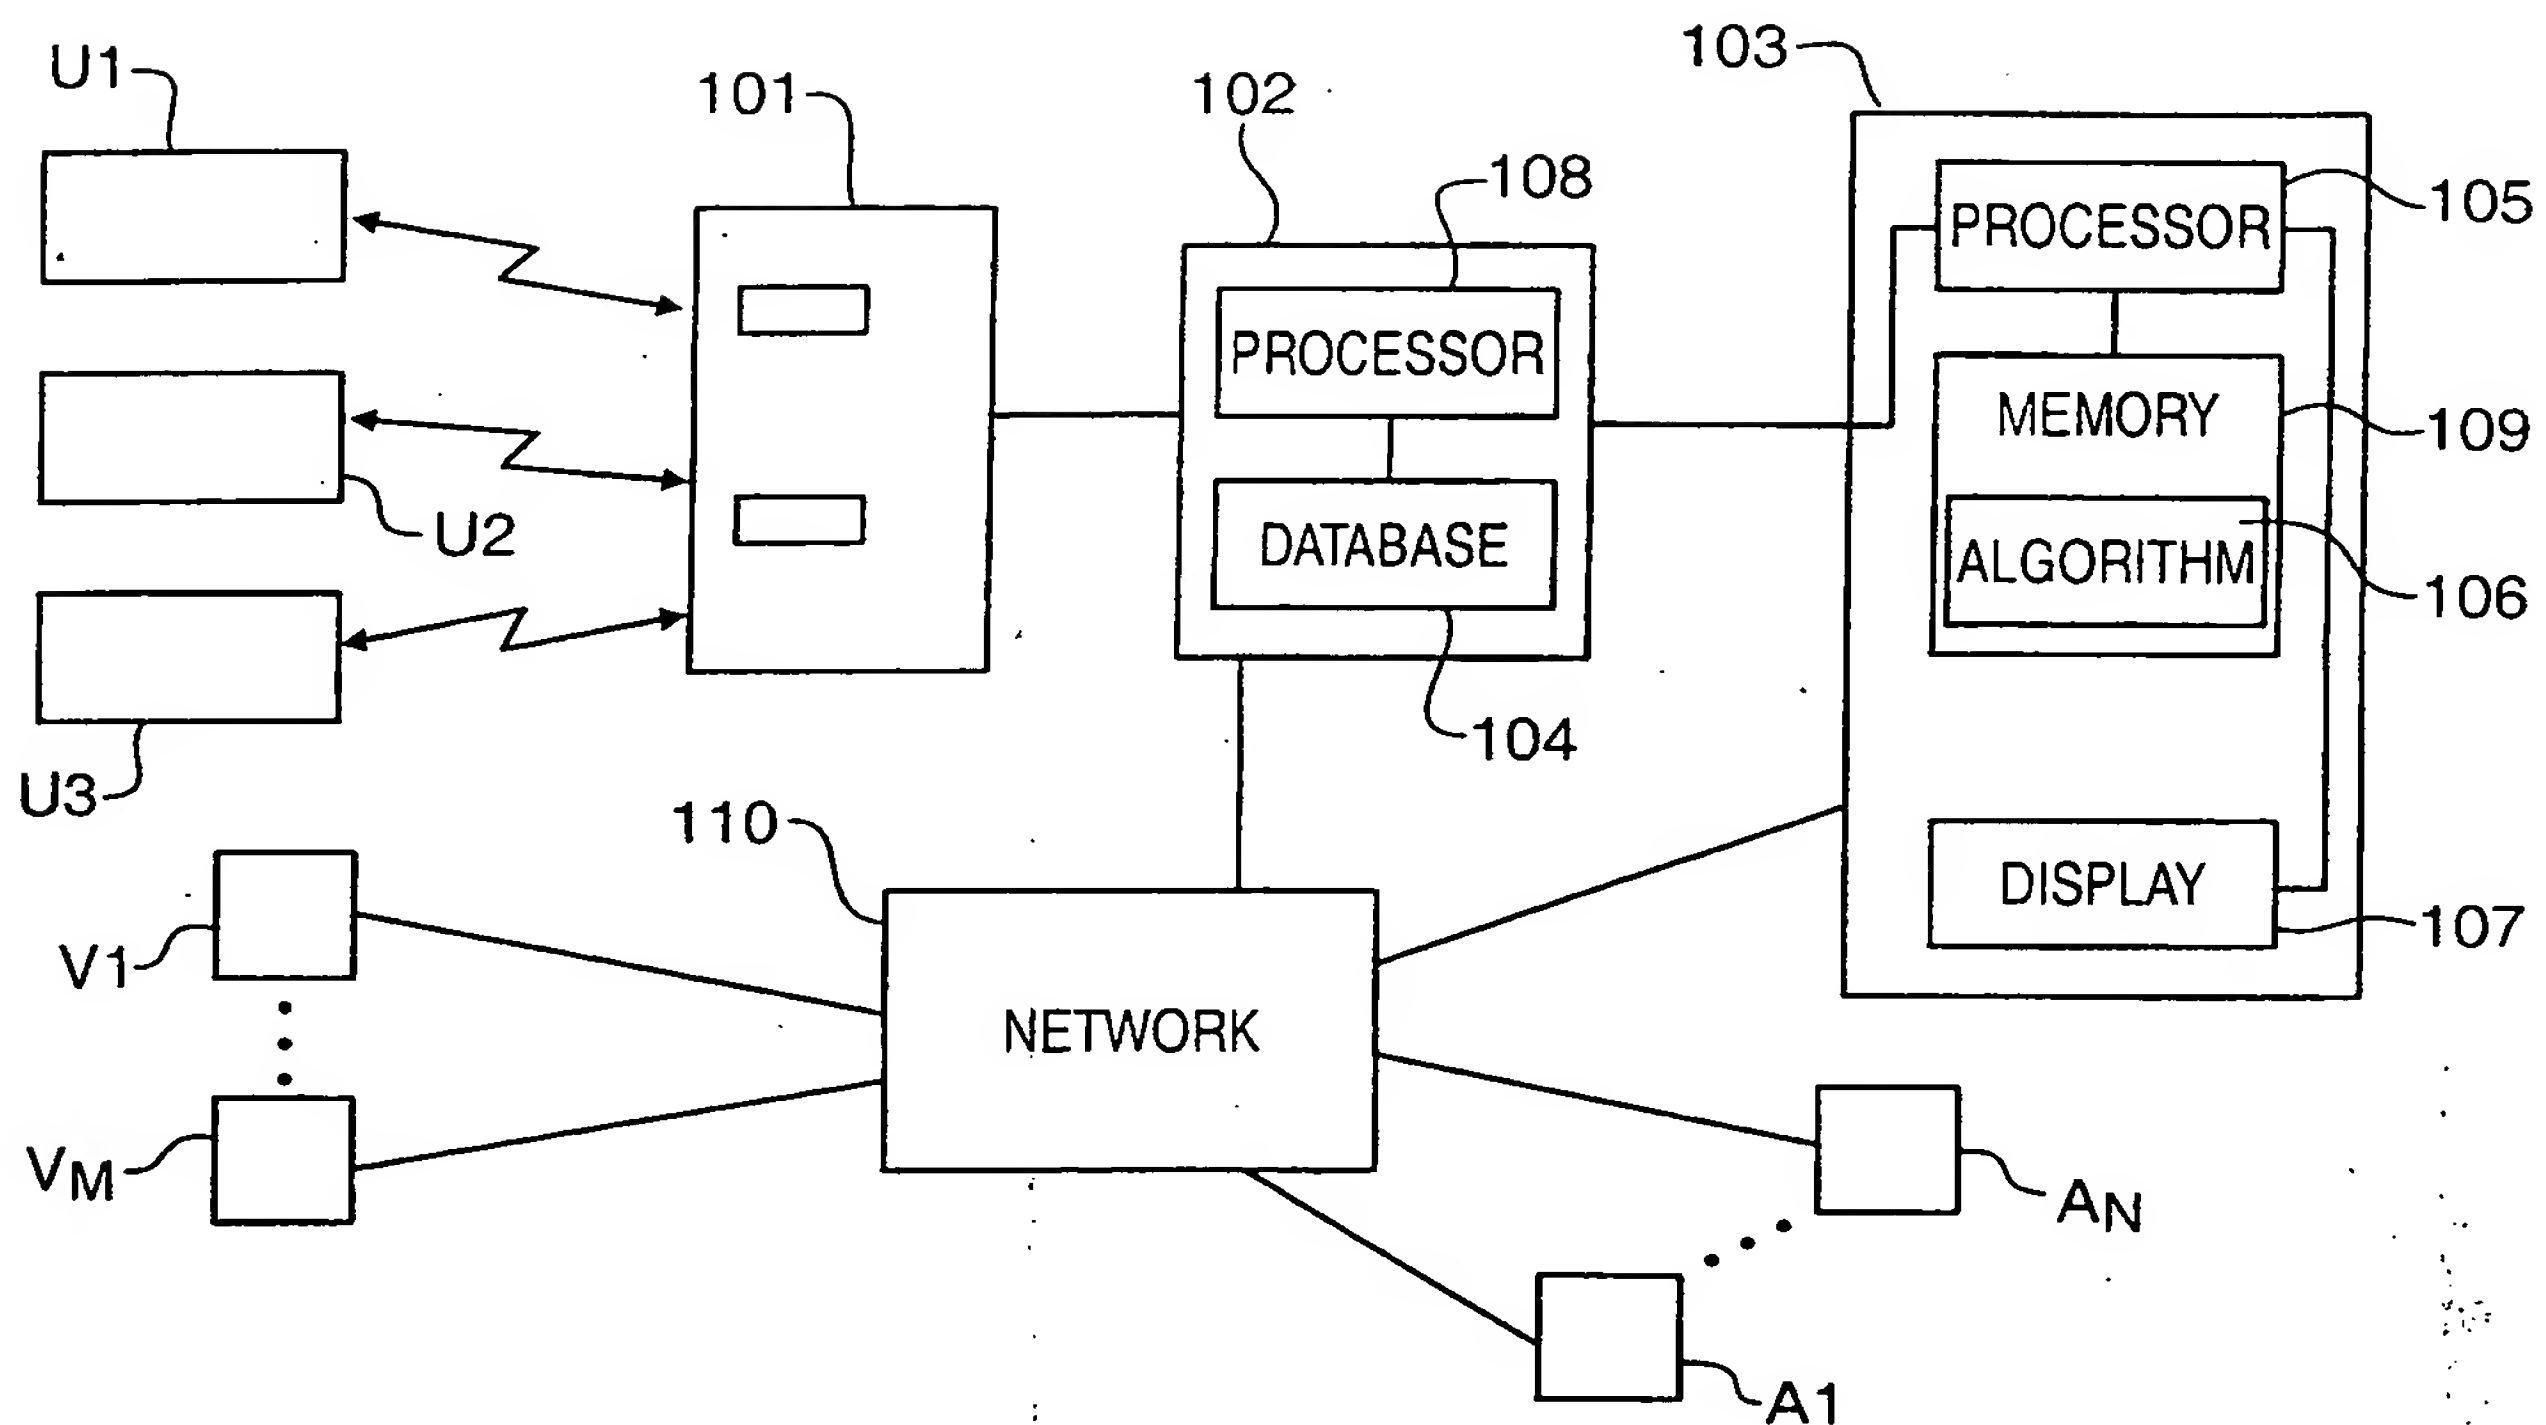 U1
101
102
103
108
PROCESSOR
105
PROCESSOR
MEMORY
109
U2
DATABASE
ALGORITHM
106
104
U3
110
DISPLAY
107
V1
NETWORK
VM
AN
A1